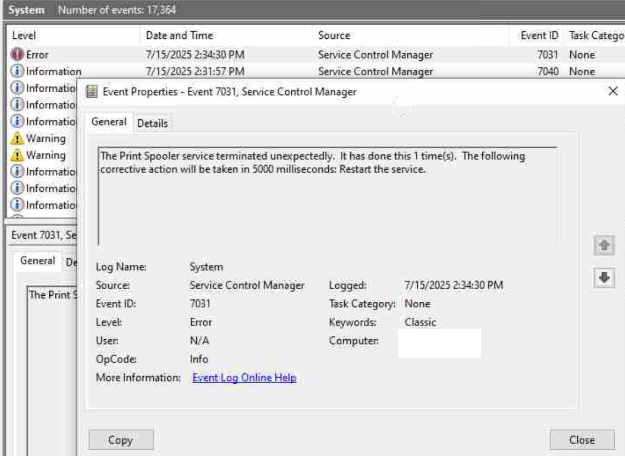 System Number of events: 17,364
Level Date and Time Source Event ID Task Catego
Error 7/15/2025 2:34:30 PM Service Control Manager 7031 None
Information 7/15/2025 2:31:57 PM Service Control Manager 7040 None
Informatio
Informatio
Informatio
Warning
Warning
Informatio
Informatio
Informatio
Event Properties - Event 7031, Service Control Manager
General Details
The Print Spooler service terminated unexpectedly. It has done this 1 time(s). The following
corrective action will be taken in 5000 milliseconds: Restart the service.
Log Name: System
Source: Service Control Manager Logged: 7/15/2025 2:34:30 PM
Event ID: 7031 Task Category: None
Level: Error Keywords: Classic
User: N/A Computer:
OpCode: Info
More Information: Event Log Online Help
Copy Close
Event 7031, Se
General De
The Print S